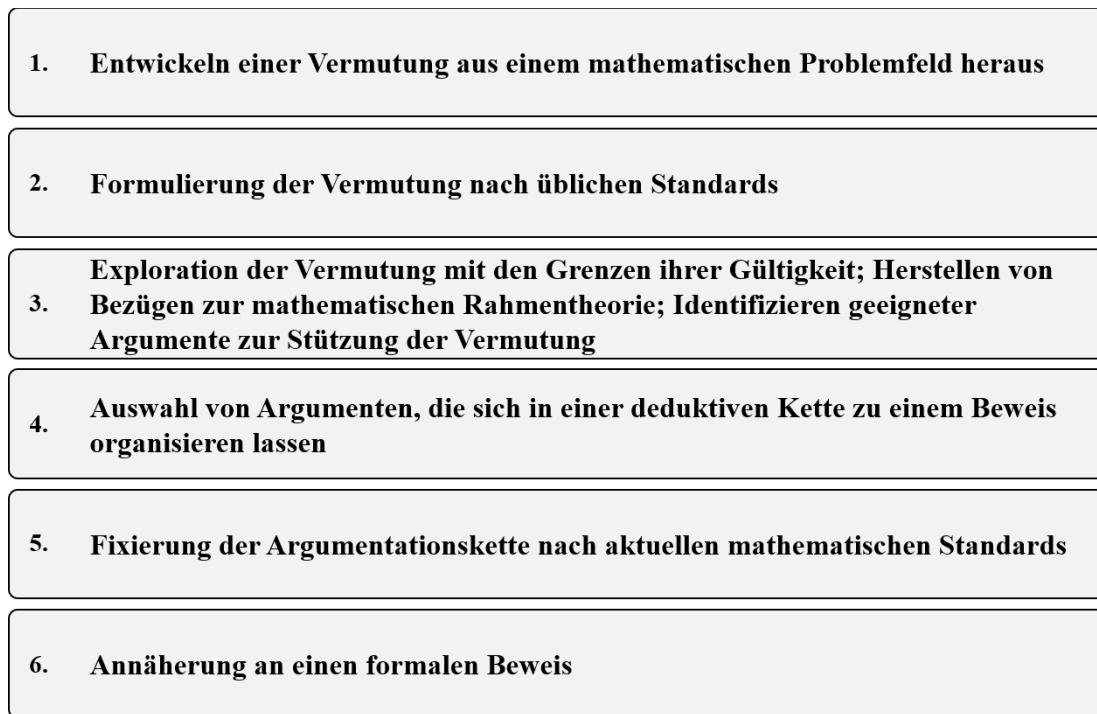 1. Entwickeln einer Vermutung aus einem mathematischen Problemfeld heraus
2. Formulierung der Vermutung nach üblichen Standards
Exploration der Vermutung mit den Grenzen ihrer Gültigkeit; Herstellen von
3. Bezügen zur mathematischen Rahmentheorie; Identifizieren geeigneter
Argumente zur Stützung der Vermutung
4. Auswahl von Argumenten, die sich in einer deduktiven Kette zu einem Beweis
organisieren lassen
5. Fixierung der Argumentationskette nach aktuellen mathematischen Standards
6. Annäherung an einen formalen Beweis